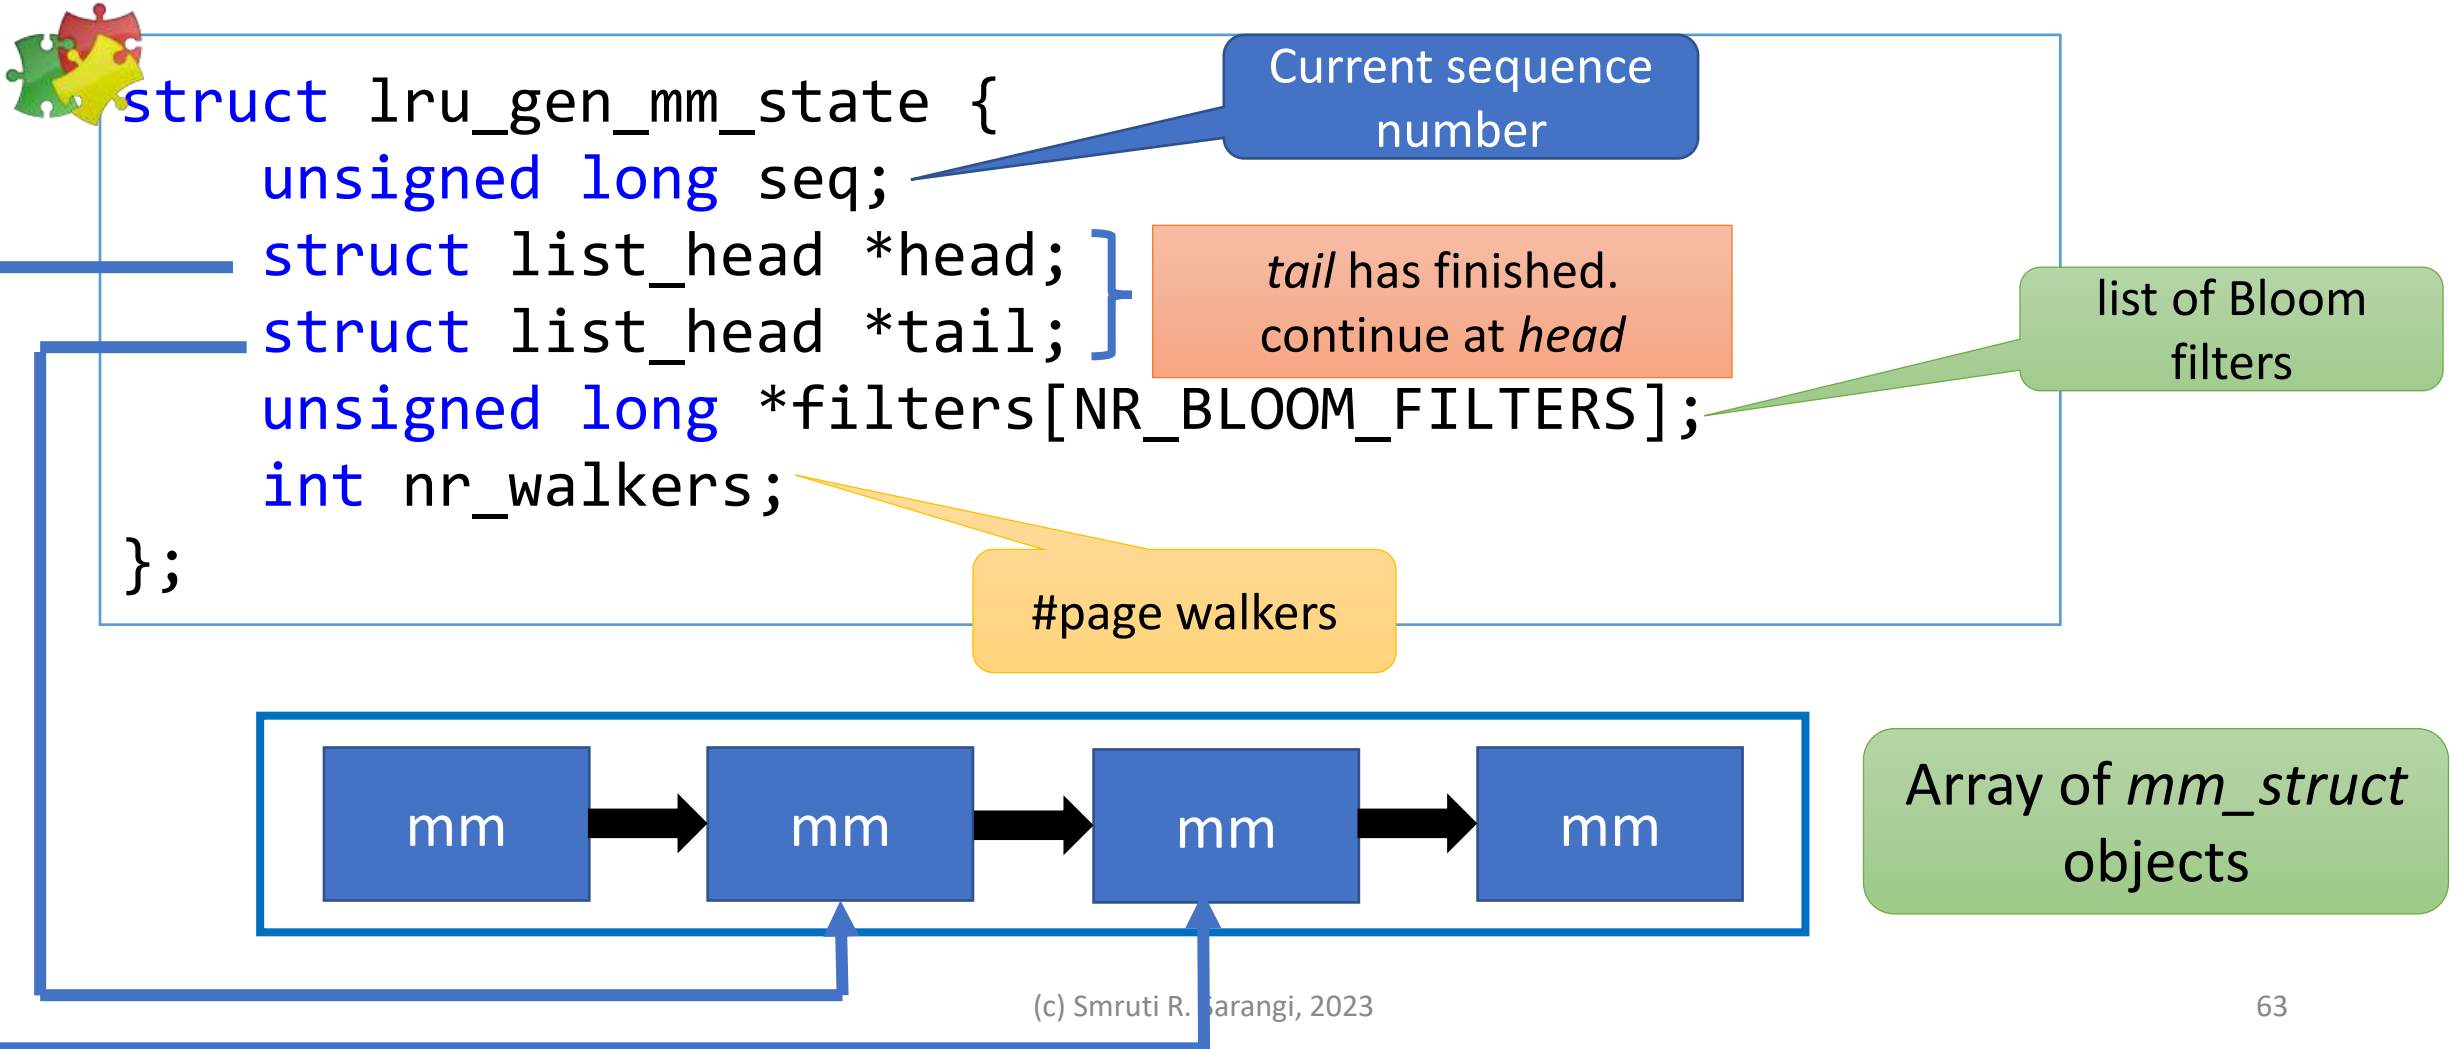 struct lru_gen_mm_state {
unsigned long seq;
struct list_head *head;
struct list_head *tail;
unsigned long *filters[NR_BLOOM_FILTERS];
int nr_walkers;
};
Current sequence
number
tail has finished.
continue at head
list of Bloom
filters
#page walkers
mm
mm
mm
mm
Array of mm_struct
objects
(c) Smruti R. Sarangi, 2023
63